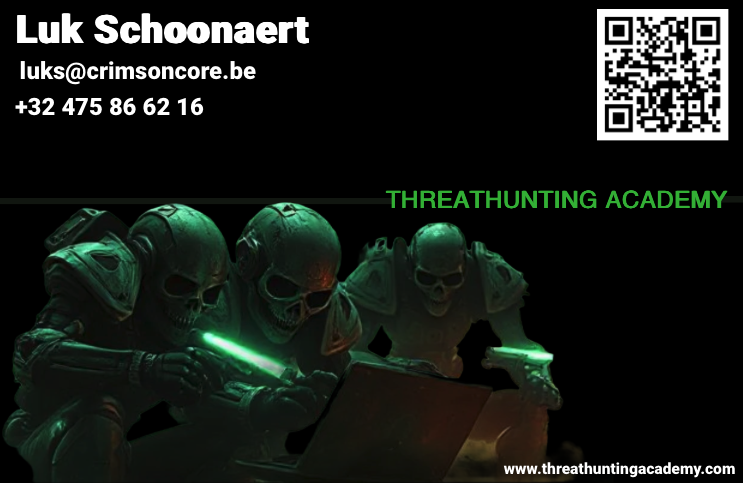 Luk Schoonaert
luks@crimsoncore.be
+32 475 86 62 16
THREATHUNTING ACADEMY
www.threathuntingacademy.com